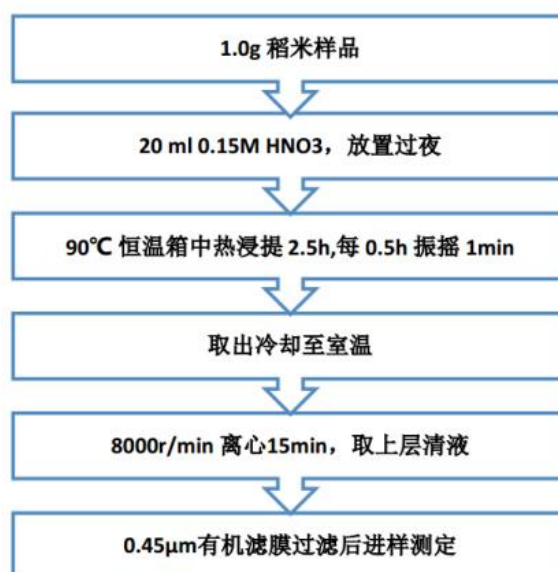 1.0g 稻米样品
20 ml 0.15M HNO3，放置过夜
90℃ 恒温箱中热浸提 2.5h,每 0.5h 振摇 1min
取出冷却至室温
8000r/min 离心15min，取上层清液
0.45μm有机滤膜过滤后进样测定